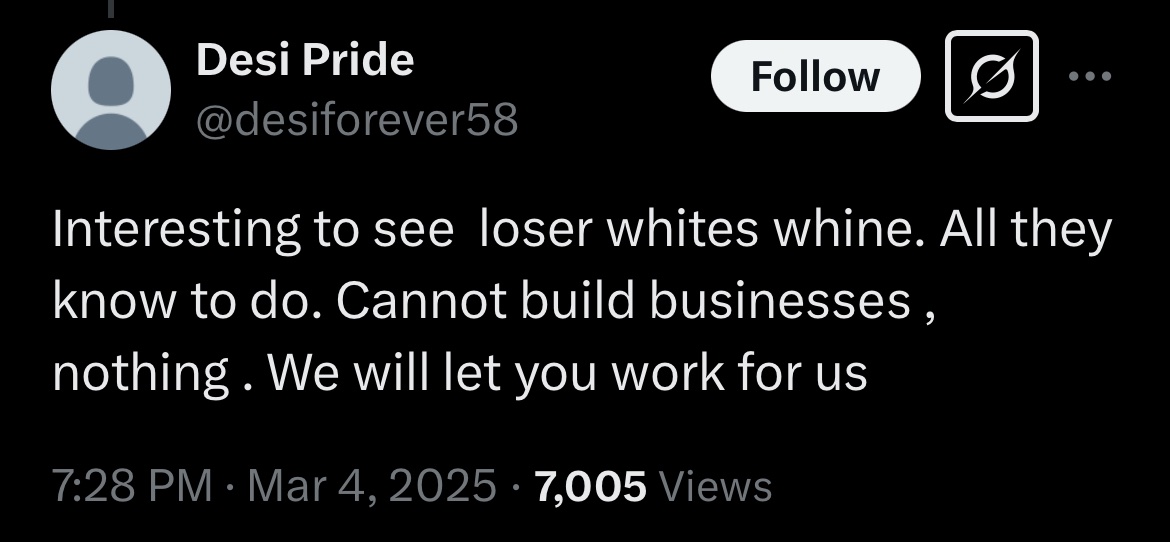 Desi Pride
@desiforever58
Follow
Interesting to see  loser whites whine. All they
know to do. Cannot build businesses ,
nothing . We will let you work for us
7:28 PM · Mar 4, 2025 · 7,005 Views